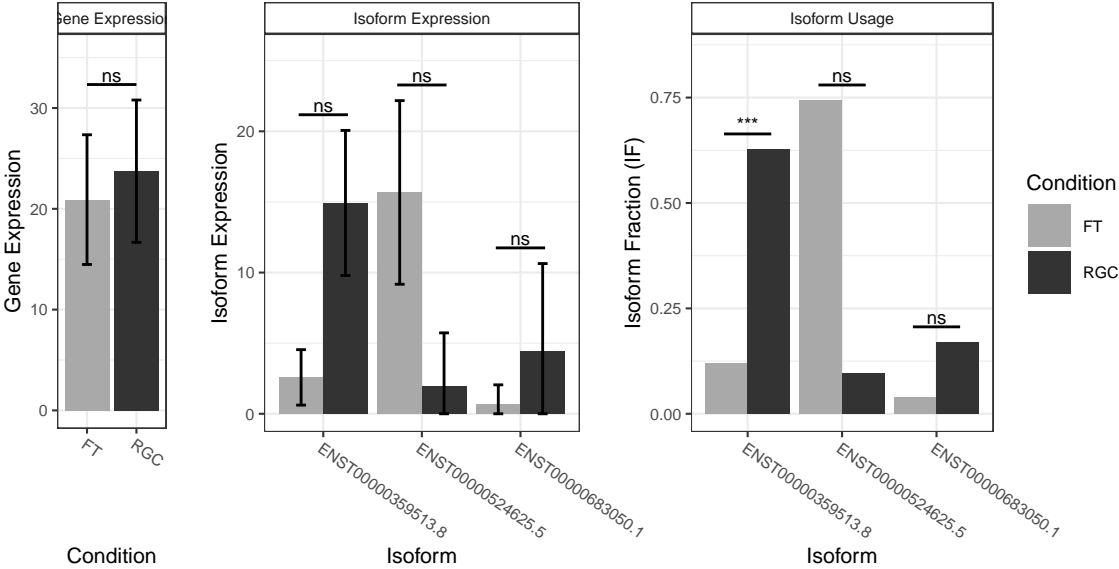 Gene Expression
Isoform Expression
Isoform Usage
Gene Expression
0
10
20
30
ns
FT
RGC
Condition
Isoform Expression
0
10
20
ns
ns
ns
ENST00000359513.8
ENST00000524625.5
ENST00000683050.1
Isoform
Isoform Fraction (IF)
0.00
0.25
0.50
0.75
***
ns
ns
ENST00000359513.8
ENST00000524625.5
ENST00000683050.1
Isoform
Condition
FT
RGC